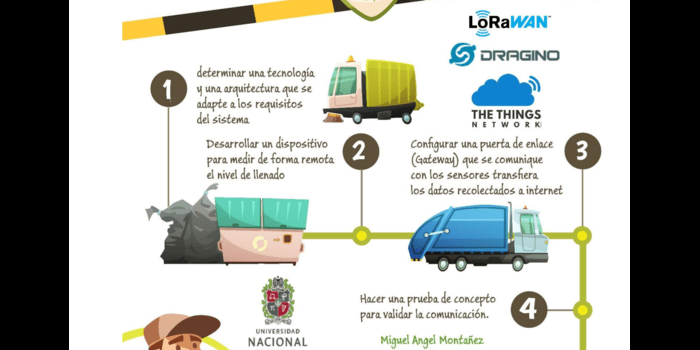 LoRaWAN™
DRAGINO
THE THINGS
NETWORK
1
determinar una tecnología
y una arquitectura que se
adapte a los requisitos
del sistema
2
Desarrollar un dispositivo
para medir de forma remota
el nivel de llenado
3
Configurar una puerta de enlace
(Gateway) que se comunique
con los sensores transfiera
los datos recolectados a internet
4
Hacer una prueba de concepto
para validar la comunicación.
UNIVERSIDAD
NACIONAL
Miguel Angel Montañez